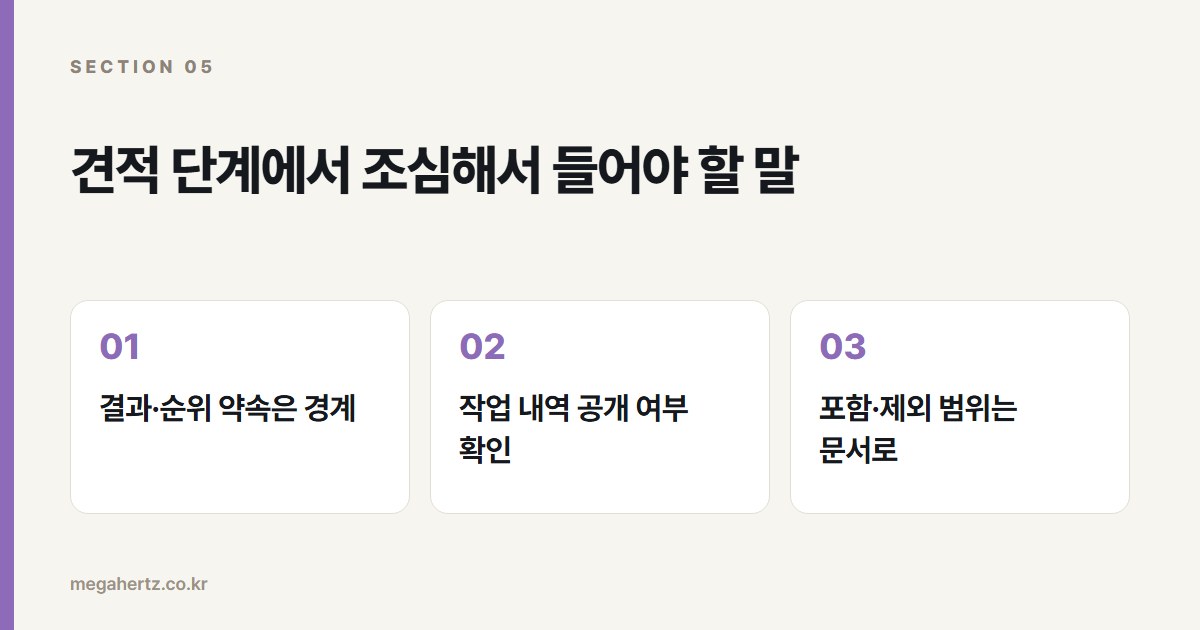 SECTION 05
견적 단계에서 조심해서 들어야 할 말
01
결과·순위 약속은 경계
02
작업 내역 공개 여부
확인
03
포함·제외 범위는
문서로
megahertz.co.kr